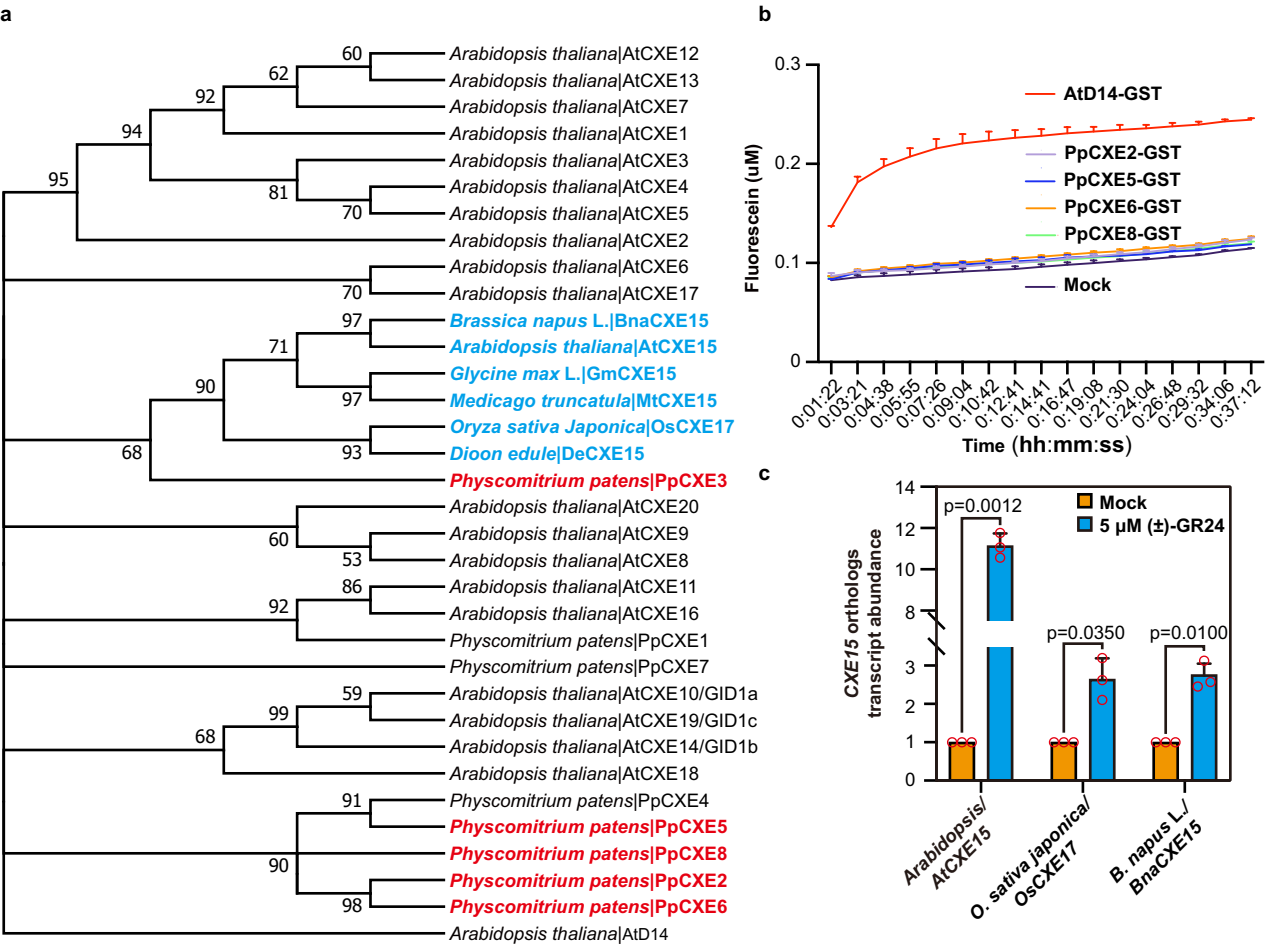 a
60
Arabidopsis thaliana|AtCXE12
62
Arabidopsis thaliana|AtCXE13
92
Arabidopsis thaliana|AtCXE7
94
Arabidopsis thaliana|AtCXE1
Arabidopsis thaliana|AtCXE3
95
81
Arabidopsis thaliana|AtCXE4
70
Arabidopsis thaliana|AtCXE5
Arabidopsis thaliana|AtCXE2
Arabidopsis thaliana|AtCXE6
70
Arabidopsis thaliana|AtCXE17
97
Brassica napus L.|BnaCXE15
71
Arabidopsis thaliana|AtCXE15
90
Glycine max L.|GmCXE15
97
Medicago truncatula|MtCXE15
Oryza sativa Japonica|OsCXE17
68
93
Dioon edule|DeCXE15
Physcomitrium patens|PpCXE3
Arabidopsis thaliana|AtCXE20
60
Arabidopsis thaliana|AtCXE9
53
Arabidopsis thaliana|AtCXE8
86
Arabidopsis thaliana|AtCXE11
92
Arabidopsis thaliana|AtCXE16
Physcomitrium patens|PpCXE1
Physcomitrium patens|PpCXE7
59
Arabidopsis thaliana|AtCXE10/GID1a
99
Arabidopsis thaliana|AtCXE19/GID1c
68
Arabidopsis thaliana|AtCXE14/GID1b
Arabidopsis thaliana|AtCXE18
91
Physcomitrium patens|PpCXE4
Physcomitrium patens|PpCXE5
90
Physcomitrium patens|PpCXE8
Physcomitrium patens|PpCXE2
98
Physcomitrium patens|PpCXE6
Arabidopsis thaliana|AtD14
b
Fluorescein (uM)
0.3
0.2
0.1
0
AtD14-GST
PpCXE2-GST
PpCXE5-GST
PpCXE6-GST
PpCXE8-GST
Mock
0:01:22
0:03:21
0:04:38
0:05:55
0:07:26
0:09:04
0:10:42
0:12:41
0:14:41
0:16:47
0:19:08
0:21:30
0:24:04
0:26:48
0:29:32
0:34:06
0:37:12
Time (hh:mm:ss)
c
CXE15 orthologs
transcript abundance
14
12
10
8
3
2
1
0
Mock
5 µM (±)-GR24
p=0.0012
p=0.0350
p=0.0100
Arabidopsis/
AtCXE15
O. sativa japonica/
OsCXE17
B. napus L./
BnaCXE15